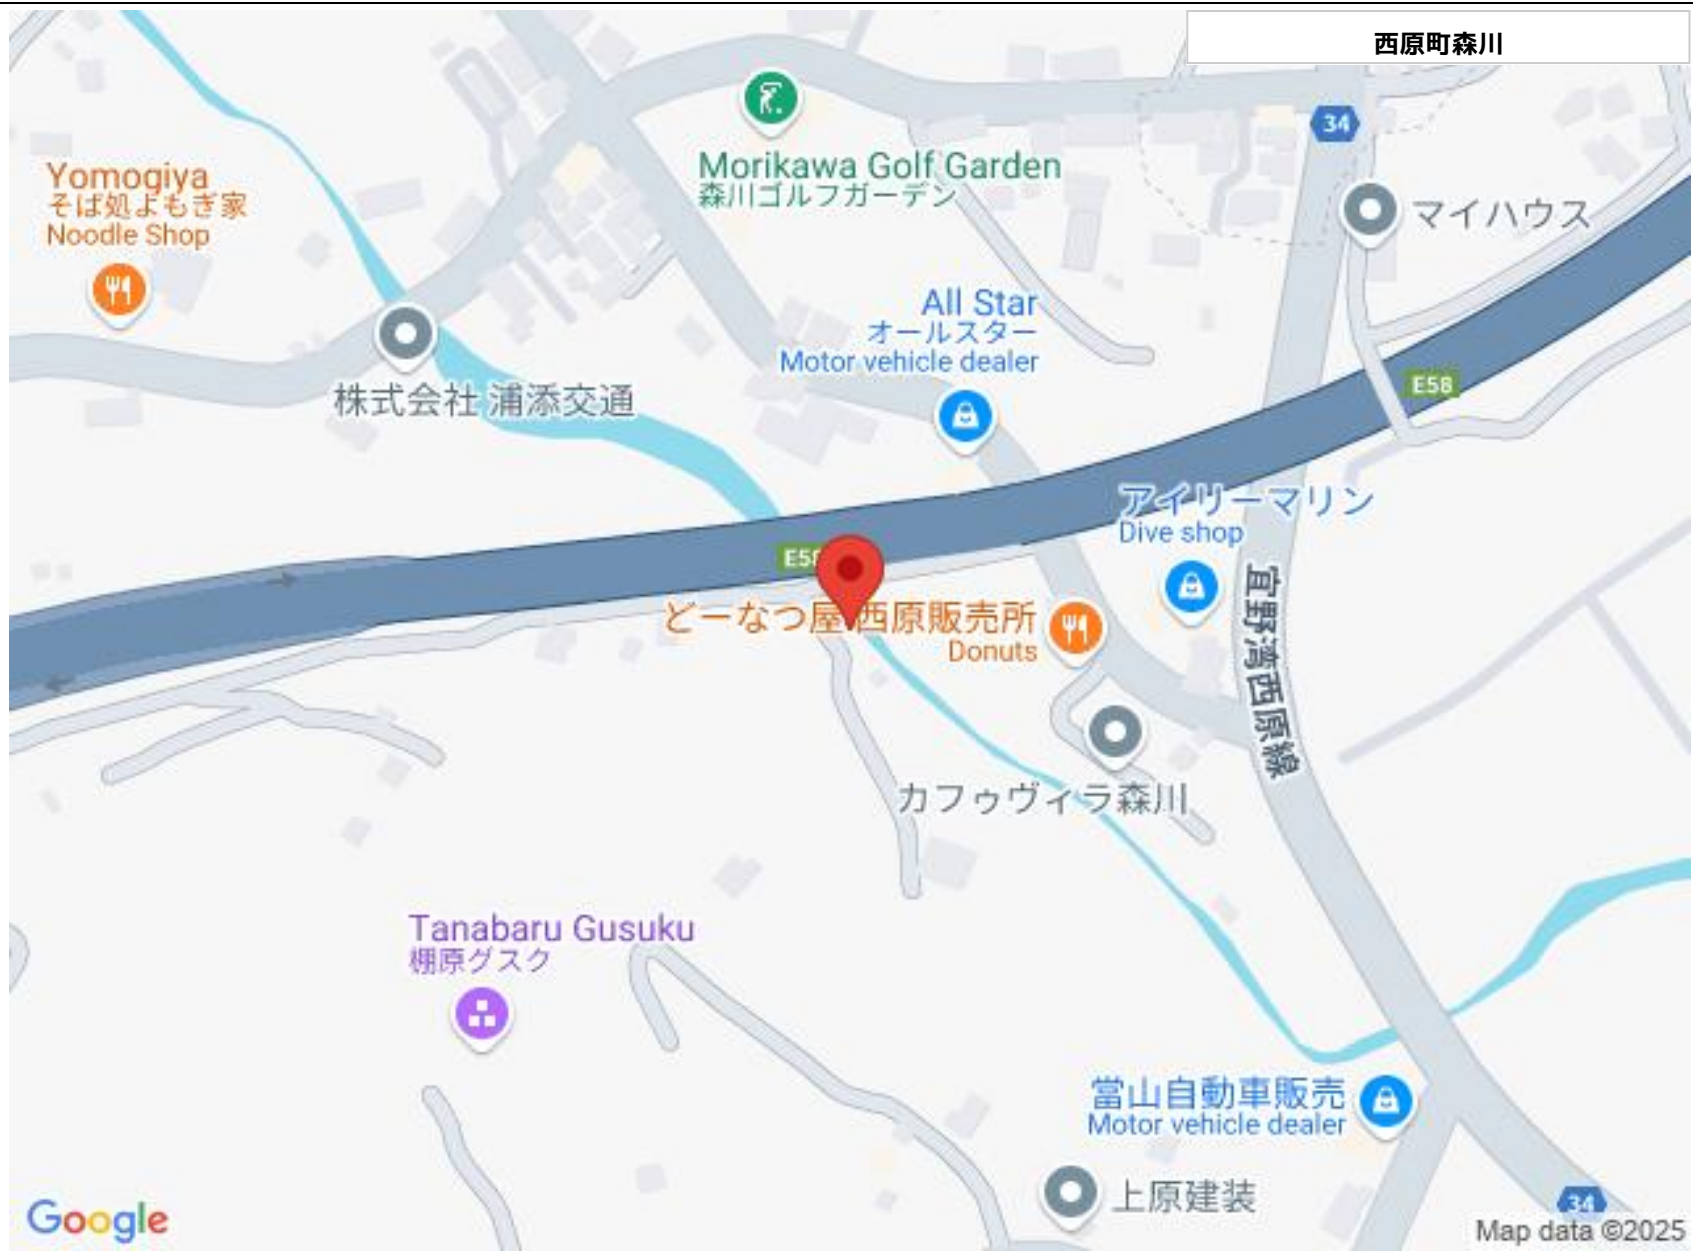 西原町森川
34
Morikawa Golf Garden
森川ゴルフガーデン
Yomogiya
そば処よもぎ家
Noodle Shop
マイハウス
All Star
オールスター
Motor vehicle dealer
株式会社 浦添交通
E58
アイリーマリン
Dive shop
E58
どーなつ屋 西原販売所
Donuts
宜野湾西原線
カフゥヴィラ森川
Tanabaru Gusuku
棚原グスク
當山自動車販売
Motor vehicle dealer
上原建装
34
Google
Map data ©2025